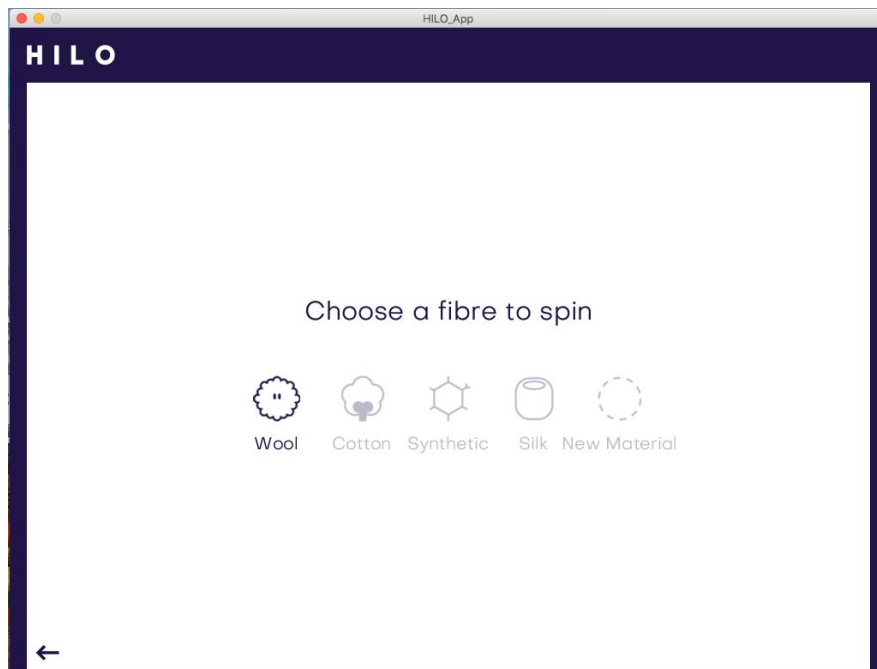 HILO_App
HILO
Choose a fibre to spin
Wool Cotton Synthetic Silk New Material